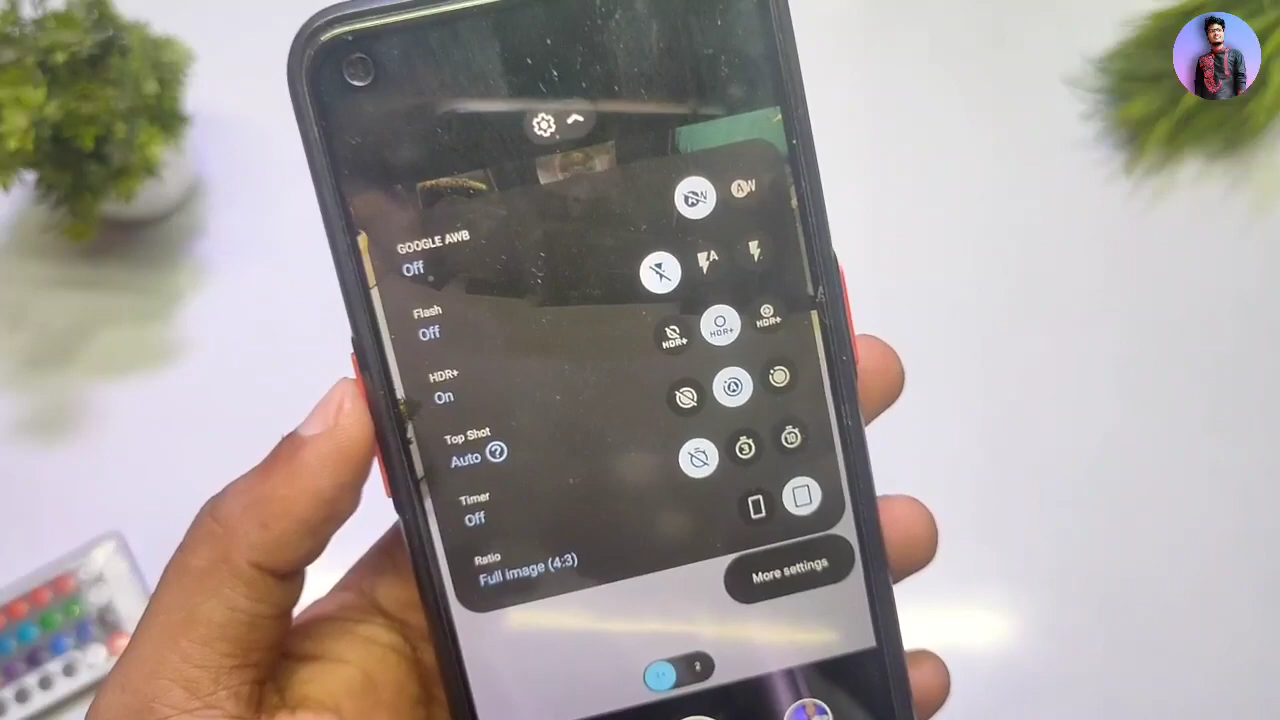 GOOGLE AWB
Off
AW
Flash
Off
A
HDR+
On
HDR+
HDR+
HDR+
Top Shot
Auto ?
A
Timer
Off
3
10
Ratio
Full image (4:3)
More settings
2